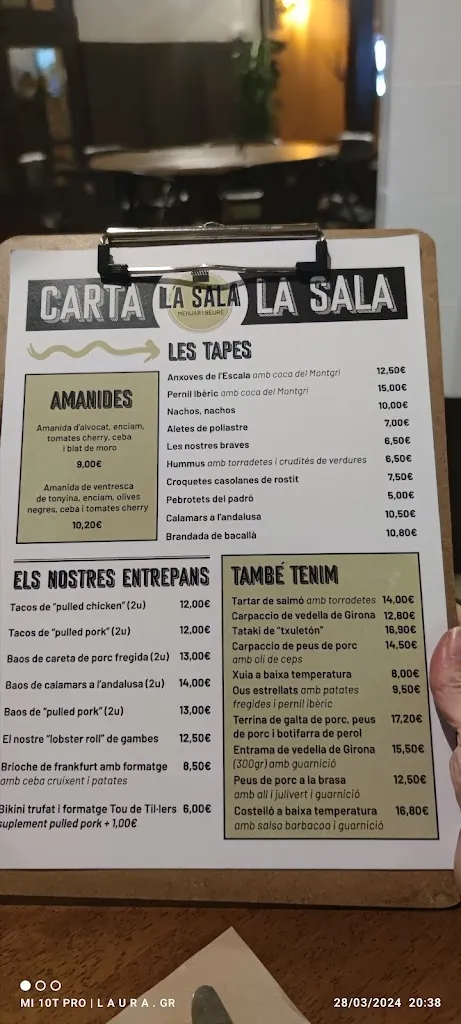 CARTA LA SALA LA SALA
MENJAR I BEURE
LES TAPES
Anxoves de l'Escala amb coca del Montgrí 12,50€
Pernil Ibèric amb coca del Montgrí 15,00€
Nachos, nachos 10,00€
Aletes de pollastre 7,00€
Les nostres braves 6,50€
Hummus amb torradetes i crudités de verdures 6,50€
Croquetes casolanes de rostit 7,50€
Pebrotets del padró 5,00€
Calamars a l'andalusa 10,50€
Brandada de bacallà 10,80€
AMANIDES
Amanida d'alvocat, enciam,
tomates cherry, ceba
i blat de moro
9,00€
Amanida de ventresca
de tonyina, enciam, olives
negres, ceba i tomates cherry
10,20€
ELS NOSTRES ENTREPANS
Tacos de "pulled chicken" (2u) 12,00€
Tacos de "pulled pork" (2u) 12,00€
Baos de careta de porc fregida (2u) 13,00€
Baos de calamars a l'andalusa (2u) 14,00€
Baos de "pulled pork" (2u) 13,00€
El nostre "lobster roll" de gambes 12,50€
Brioche de frankfurt amb formatge 8,50€
amb ceba cruixent i patates
Bikini trufat i formatge Tou de Til·lers 6,00€
suplement pulled pork + 1,00€
TAMBÉ TENIM
Tartar de salmó amb torradetes 14,00€
Carpaccio de vedella de Girona 12,80€
Tataki de "txuletón" 16,90€
Carpaccio de peus de porc 14,50€
amb oli de ceps
Xuia a baixa temperatura 8,00€
Ous estrellats amb patates 9,50€
fregides i pernil ibèric
Terrina de galta de porc, peus 17,20€
de porc i botifarra de perol
Entrama de vedella de Girona 15,50€
(300gr) amb guarnició
Peus de porc a la brasa 12,50€
amb all i julivert i guarnició
Costelló a baixa temperatura 16,80€
amb salsa barbacoa i guarnició
MI 10T PRO | L A U R A . GR 28/03/2024 20:38